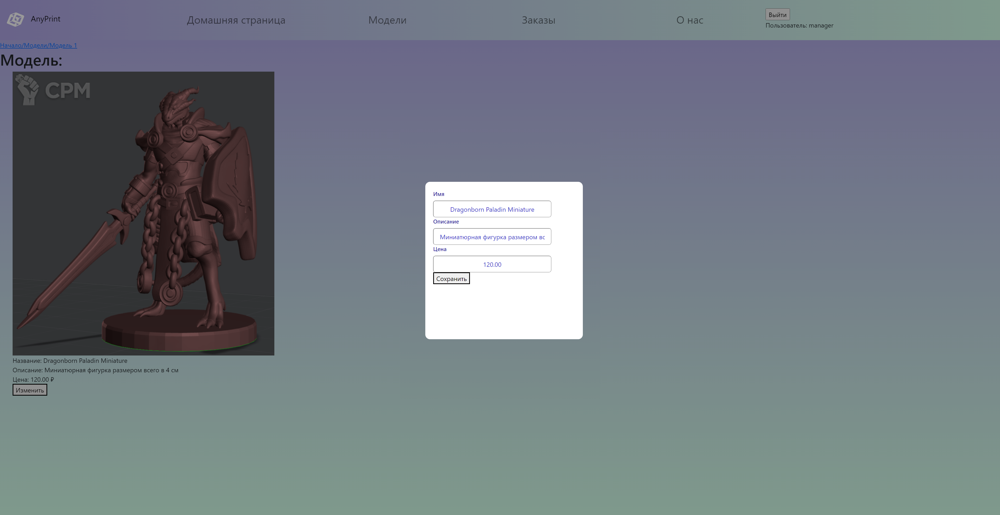 AnyPrint
Домашняя страница
Модели
Заказы
О нас
Выйти
Пользователь: manager
Начало/Модели/Модель 1
Модель:
CPM
Имя
Dragonborn Paladin Miniature
Описание
Миниатюрная фигурка размером вс
Цена
120.00
Сохранить
Название: Dragonborn Paladin Miniature
Описание: Миниатюрная фигурка размером всего в 4 см
Цена: 120.00 ₽
Изменить